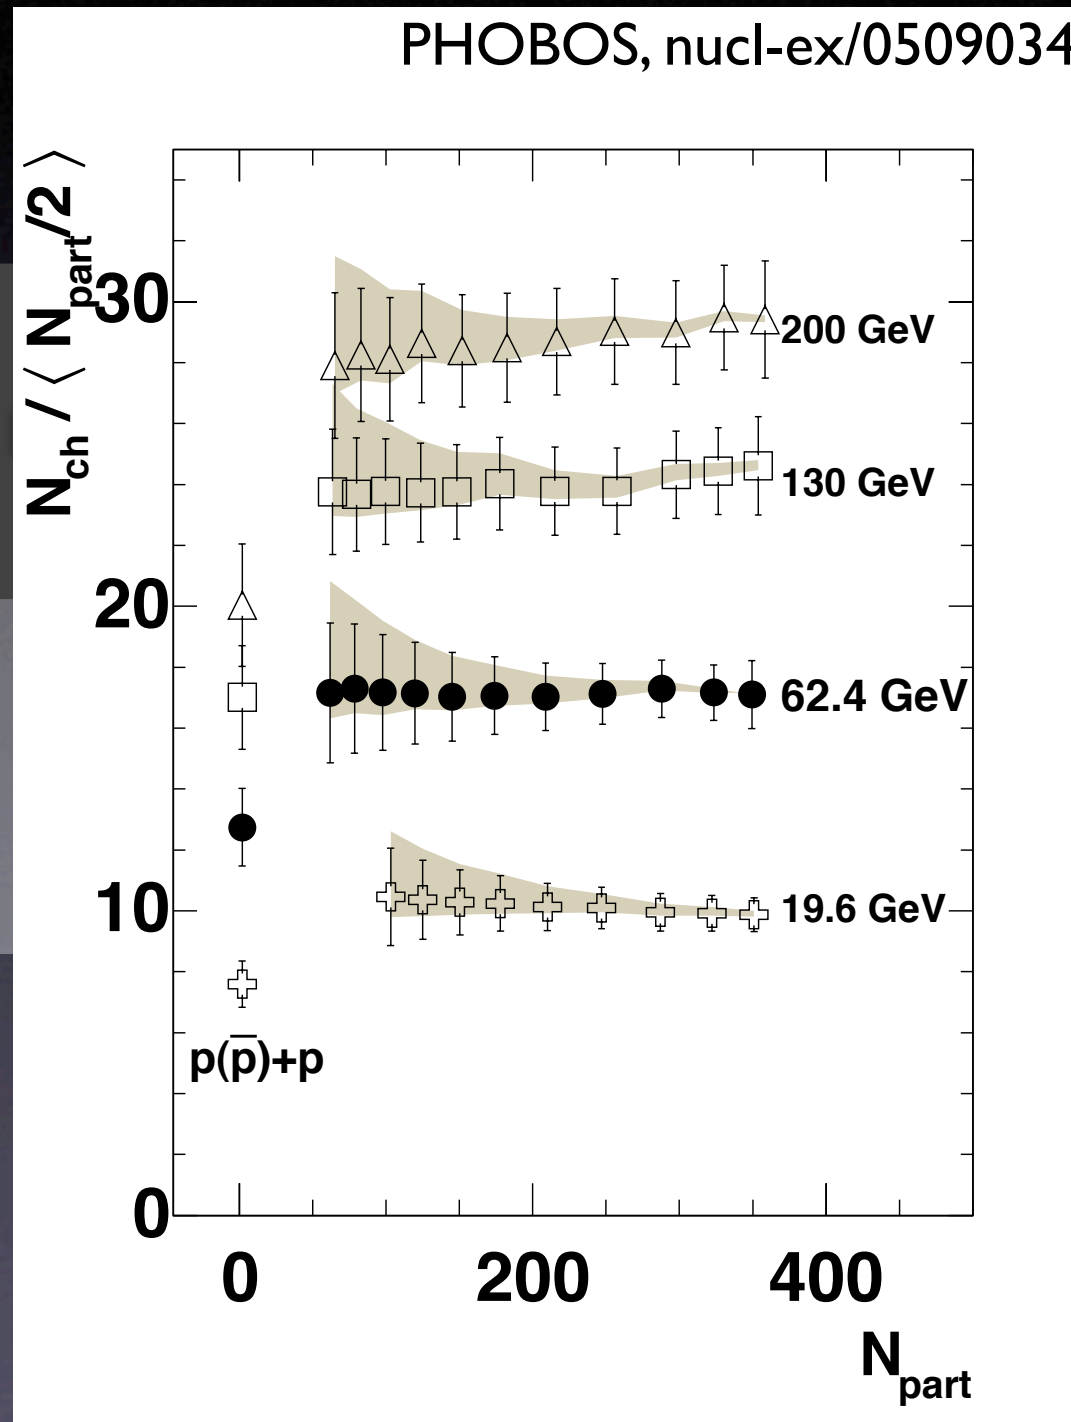 PHOBOS, nucl-ex/0509034
N_ch / ⟨ N_part/2 ⟩
30
200 GeV
130 GeV
20
62.4 GeV
10
19.6 GeV
p(p̅)+p
0
0 200 400
N_part